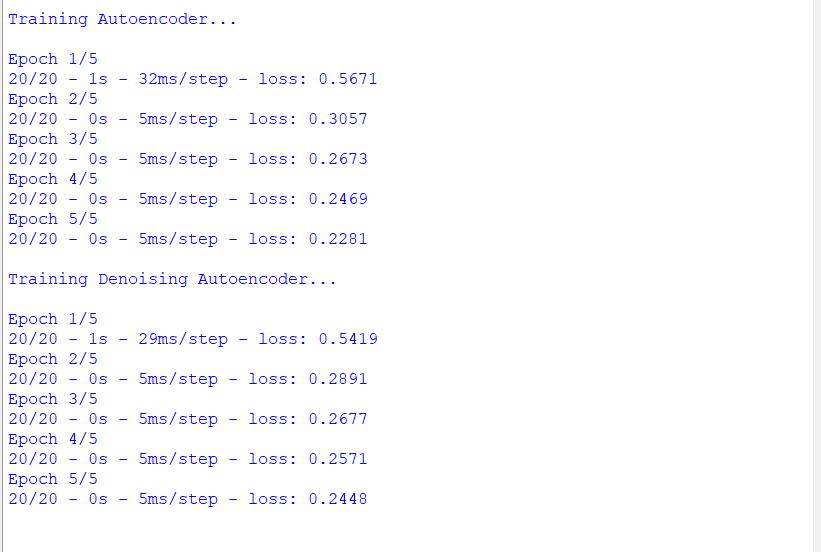 Training Autoencoder...
Epoch 1/5
20/20 - 1s - 32ms/step - loss: 0.5671
Epoch 2/5
20/20 - 0s - 5ms/step - loss: 0.3057
Epoch 3/5
20/20 - 0s - 5ms/step - loss: 0.2673
Epoch 4/5
20/20 - 0s - 5ms/step - loss: 0.2469
Epoch 5/5
20/20 - 0s - 5ms/step - loss: 0.2281
Training Denoising Autoencoder...
Epoch 1/5
20/20 - 1s - 29ms/step - loss: 0.5419
Epoch 2/5
20/20 - 0s - 5ms/step - loss: 0.2891
Epoch 3/5
20/20 - 0s - 5ms/step - loss: 0.2677
Epoch 4/5
20/20 - 0s - 5ms/step - loss: 0.2571
Epoch 5/5
20/20 - 0s - 5ms/step - loss: 0.2448